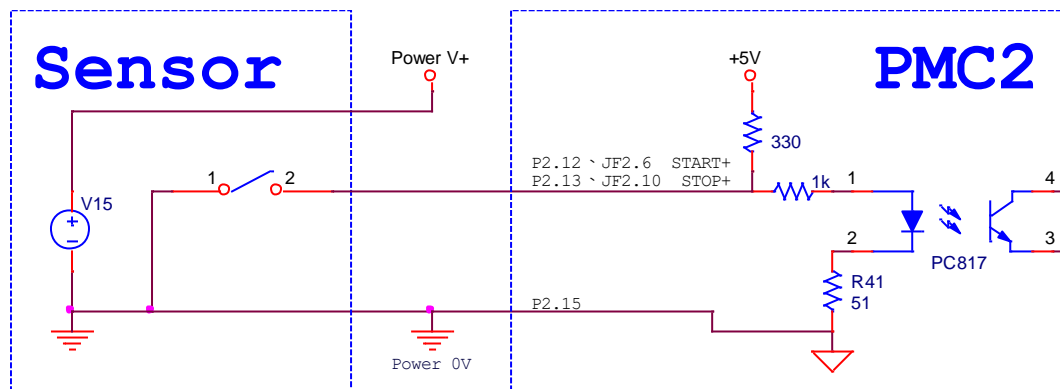 Sensor
PMC2
Power V+
+5V
330
P2.12、JF2.6 START+
P2.13、JF2.10 STOP+
1
2
1k
1
4
V15
2
3
PC817
R41
51
P2.15
Power 0V